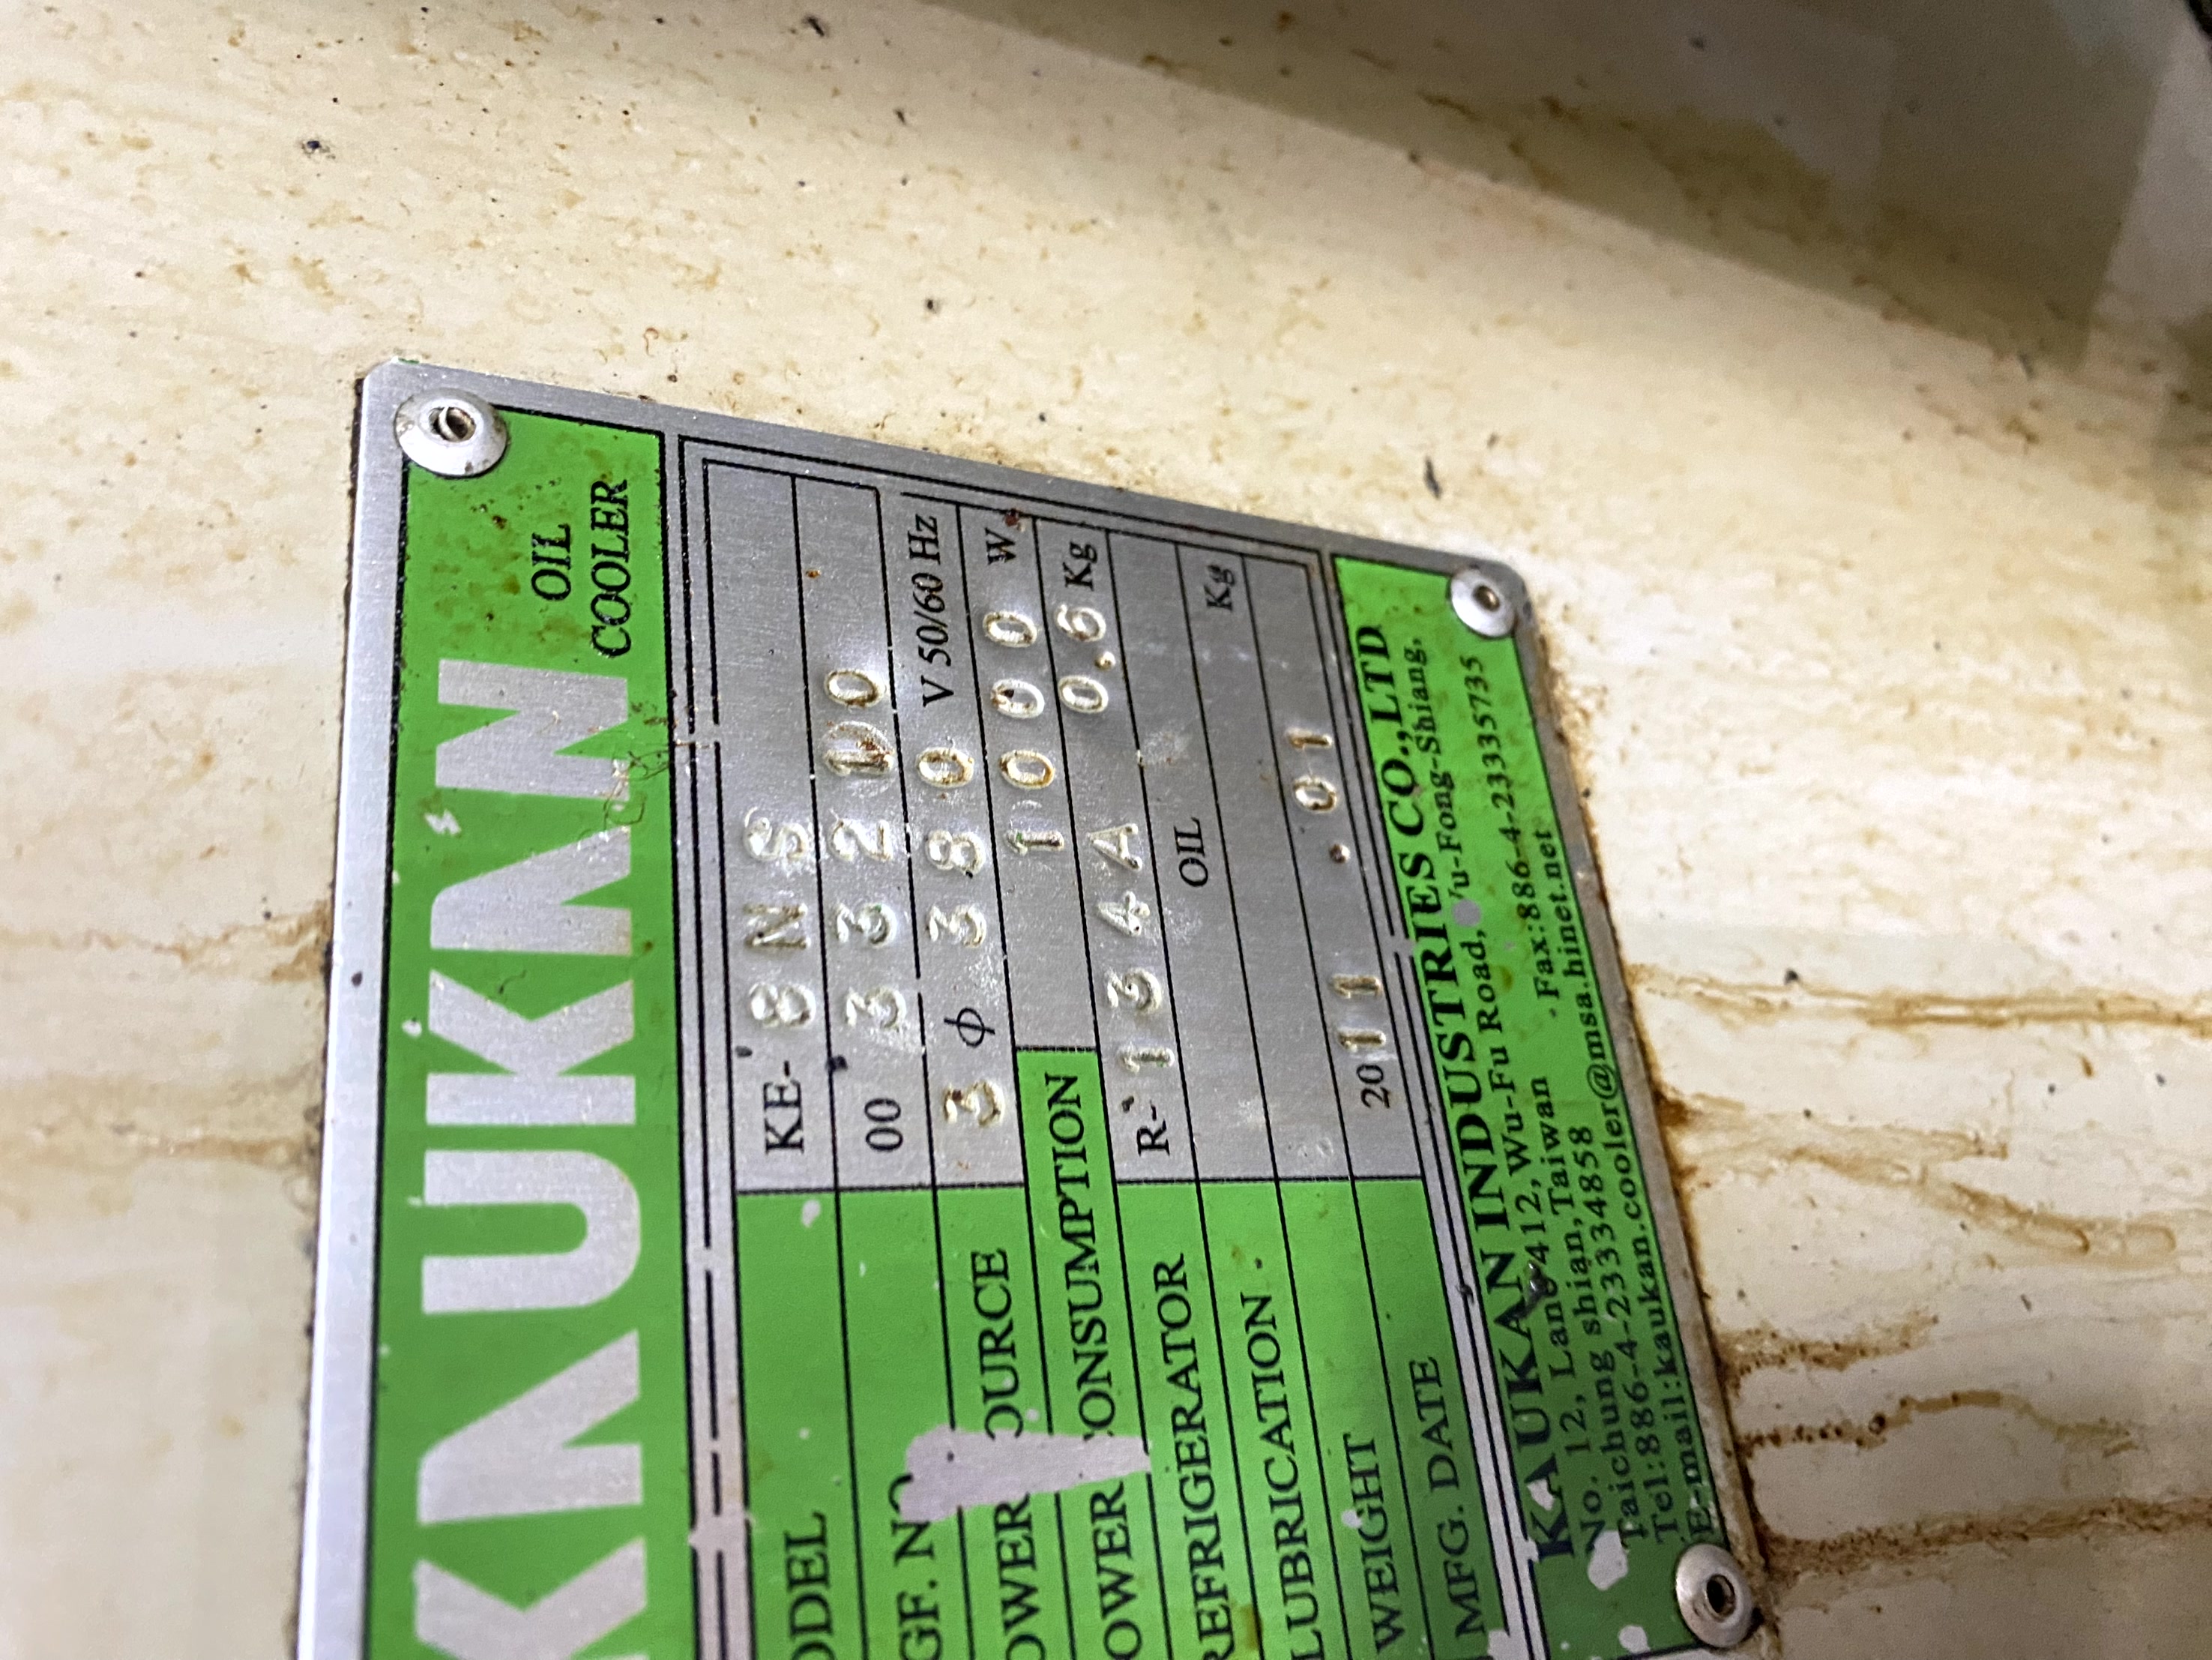 KAUKAN
OIL
COOLER
ODEL KE-8NS
GF. NO 0033210
OWER OURCE 3 ϕ 380 V 50/60 Hz
OWER CONSUMPTION 1000 W
REFRIGERATOR R-134A 0.6 Kg
LUBRICATION OIL
WEIGHT Kg
MFG. DATE 2011.01
KAUKAN INDUSTRIES CO.,LTD
No. 12, Lane 412, Wu-Fu Road, Wu-Fong-Shiang,
Taichung shian, Taiwan
Tel:886-4-23334858 Fax:886-4-23335735
E-mail:kaukan.cooler@msa.hinet.net